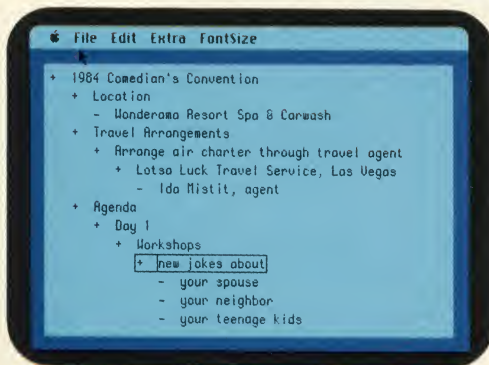 File Edit Extra FontSize
+ 1984 Comedian's Convention
+ Location
- Wonderama Resort Spa & Carwash
+ Travel Arrangements
+ Arrange air charter through travel agent
+ Lotsa Luck Travel Service, Las Vegas
- Ida Mistit, agent
+ Agenda
+ Day 1
+ Workshops
+ new jokes about
- your spouse
- your neighbor
- your teenage kids